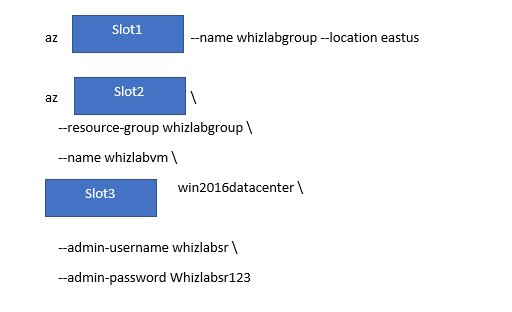 az Slot1 --name whizlabgroup --location eastus
az Slot2 \
--resource-group whizlabgroup \
--name whizlabvm \
Slot3 win2016datacenter \
--admin-username whizlabsr \
--admin-password Whizlabsr123